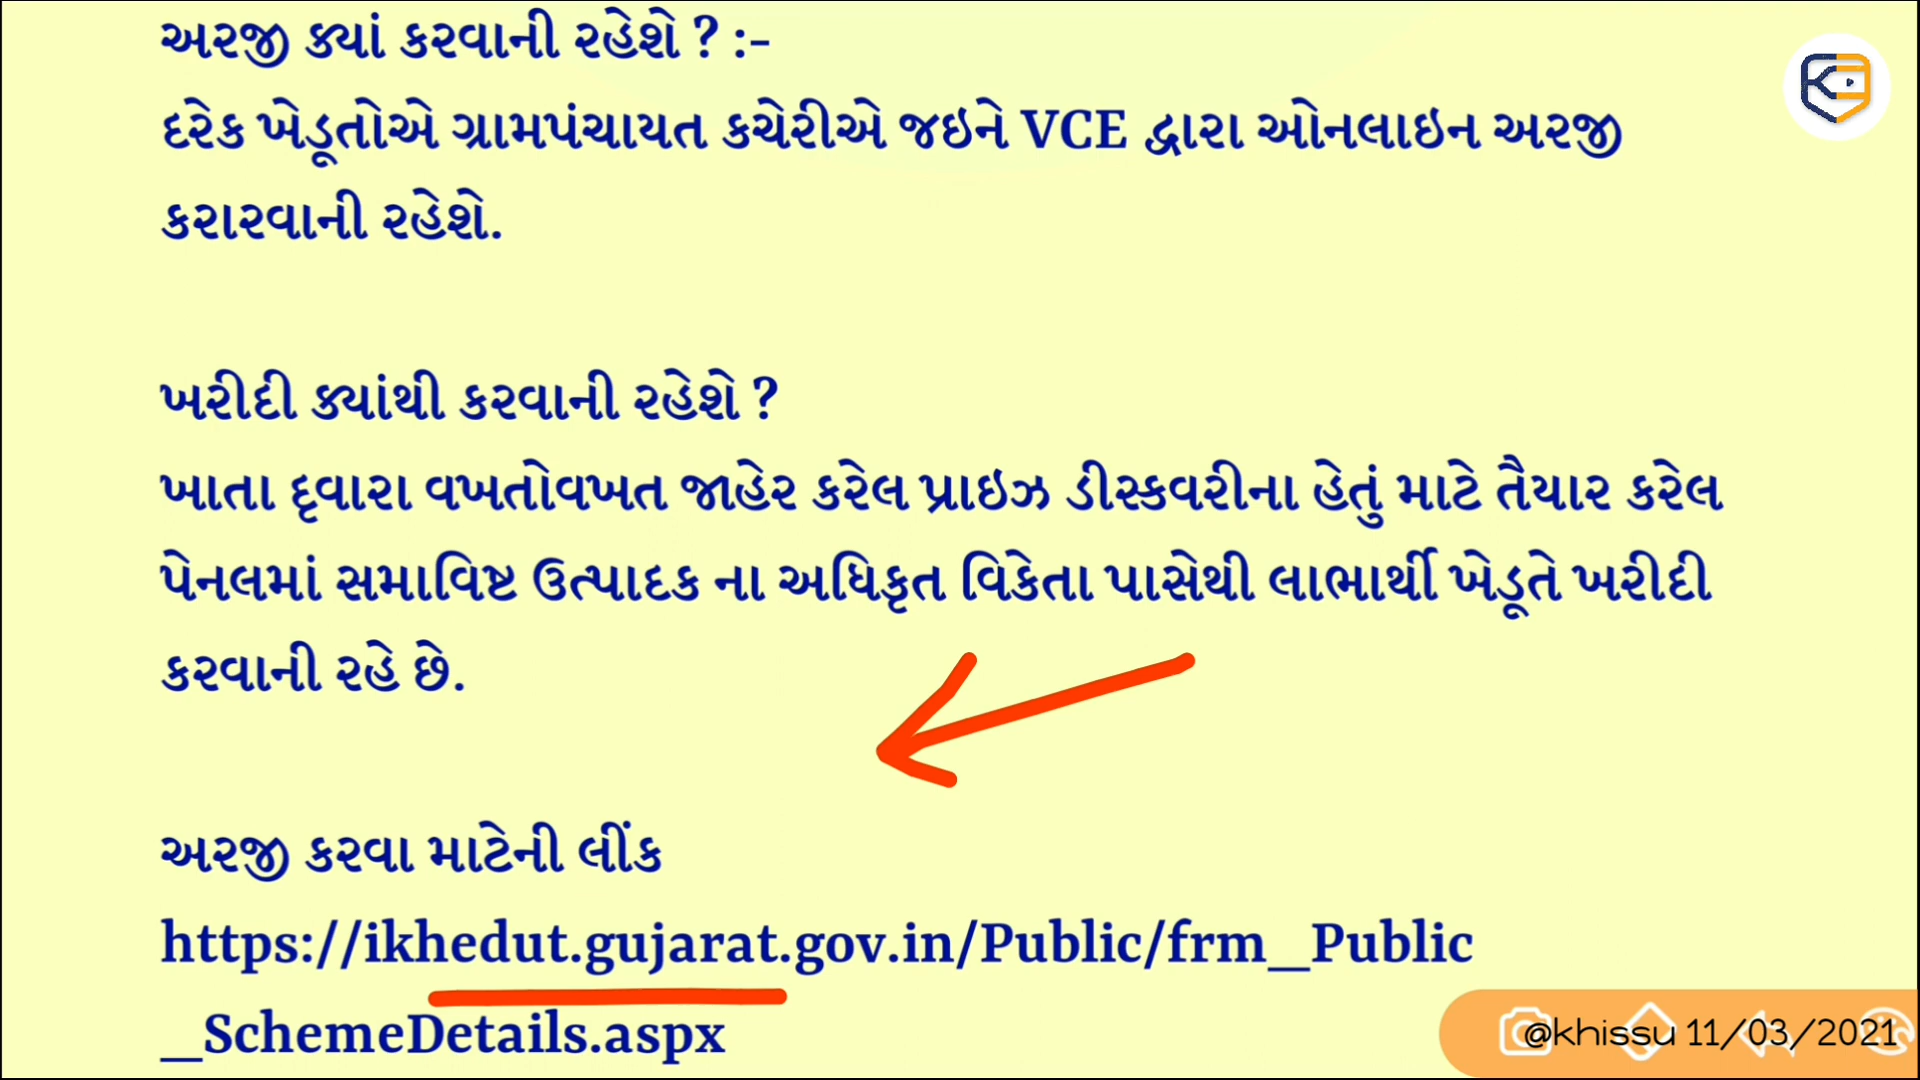 અરજી ક્યાં કરવાની રહેશે ? :-
દરેક ખેડૂતોએ ગ્રામપંચાયત કચેરીએ જઇને VCE દ્વારા ઓનલાઇન અરજી
કરારવાની રહેશે.
ખરીદી ક્યાંથી કરવાની રહેશે ?
ખાતા દૃવારા વખતોવખત જાહેર કરેલ પ્રાઇઝ ડીસ્કવરીના હેતું માટે તૈયાર કરેલ
પેનલમાં સમાવિષ્ટ ઉત્પાદક ના અધિકૃત વિકેતા પાસેથી લાભાર્થી ખેડૂતે ખરીદી
કરવાની રહે છે.
અરજી કરવા માટેની લીંક
https://ikhedut.gujarat.gov.in/Public/frm_Public
_SchemeDetails.aspx
@khissu 11/03/2021